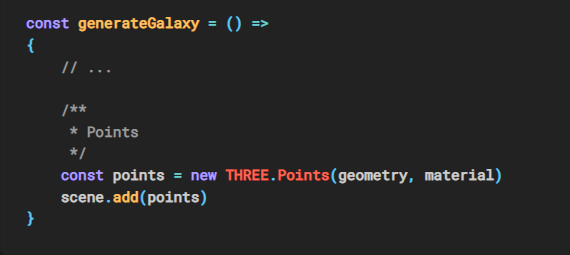 const generateGalaxy = () =>
{
    // ...

    /**
     * Points
     */
    const points = new THREE.Points(geometry, material)
    scene.add(points)
}